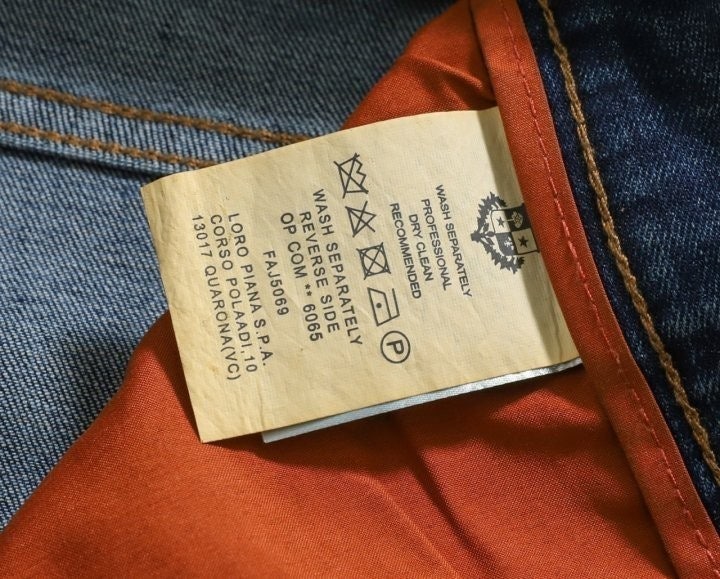 WASH SEPARATELY
PROFESSIONAL
DRY CLEAN
RECOMMENDED
P
WASH SEPARATELY
REVERSE SIDE
OP COM ** 6065
FAJ5069
LORO PIANA S.P.A.
CORSO POLAADI.10
13017 QUARONA(VC)